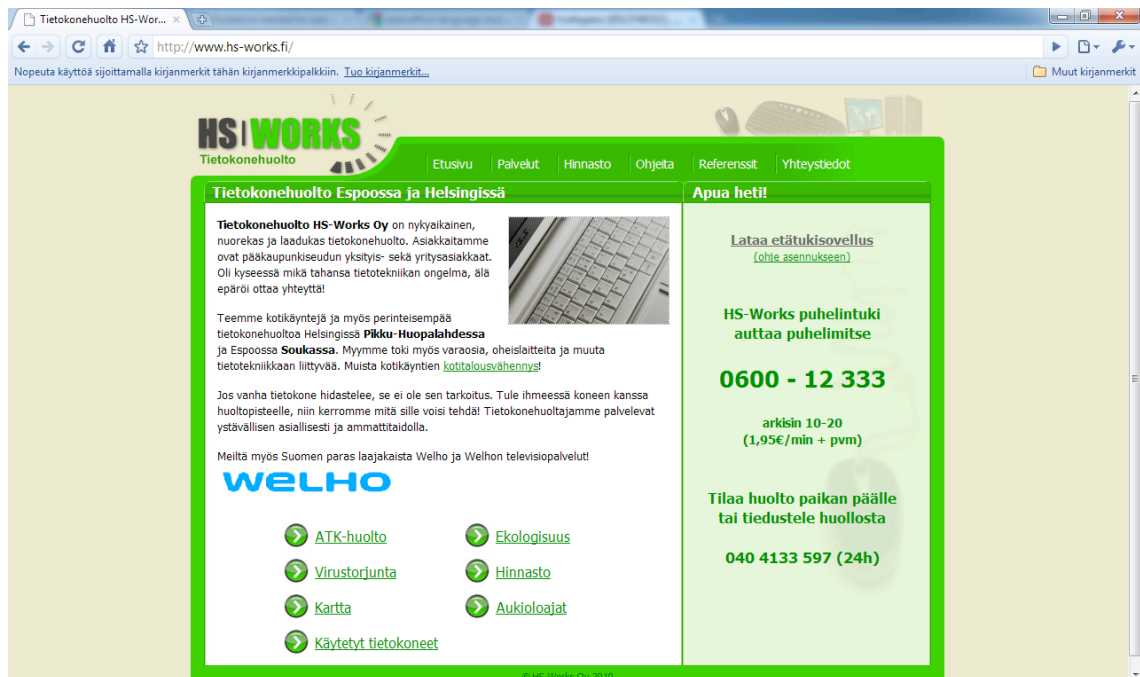 Tietokonehuolto HS-Wor...
http://www.hs-works.fi/
Nopeuta käyttöä sijoittamalla kirjanmerkit tähän kirjanmerkkipalkkiin. Tuo kirjanmerkit...
Muut kirjanmerkit
HS WORKS
Tietokonehuolto
Etusivu Palvelut Hinnasto Ohjeita Referenssit Yhteystiedot
Tietokonehuolto Espoossa ja Helsingissä
Tietokonehuolto HS-Works Oy on nykyaikainen,
nuorekas ja laadukas tietokonehuolto. Asiakkaitamme
ovat pääkaupunkiseudun yksityis- sekä yritysasiakkaat.
Oli kyseessä mikä tahansa tietotekniikan ongelma, älä
epäröi ottaa yhteyttä!
Teemme kotikäyntejä ja myös perinteisempää
tietokonehuoltoa Helsingissä Pikku-Huopalahdessa
ja Espoossa Soukassa. Myymme toki myös varaosia, oheislaitteita ja muuta
tietotekniikkaan liittyvää. Muista kotikäyntien kotitalousvähennys!
Jos vanha tietokone hidastelee, se ei ole sen tarkoitus. Tule ihmeessä koneen kanssa
huoltopisteelle, niin kerromme mitä sille voisi tehdä! Tietokonehuoltajamme palvelevat
ystävällisen asiallisesti ja ammattitaidolla.
Meiltä myös Suomen paras laajakaista Welho ja Welhon televisiopalvelut!
WELHO
ATK-huolto
Ekologisuus
Virustorjunta
Hinnasto
Kartta
Aukioloajat
Käytetyt tietokoneet
Apua heti!
Lataa etätukisovellus
(ohje asennukseen)
HS-Works puhelintuki
auttaa puhelimitse
0600 - 12 333
arkisin 10-20
(1,95€/min + pvm)
Tilaa huolto paikan päälle
tai tiedustele huollosta
040 4133 597 (24h)
© HS-Works Oy 2010